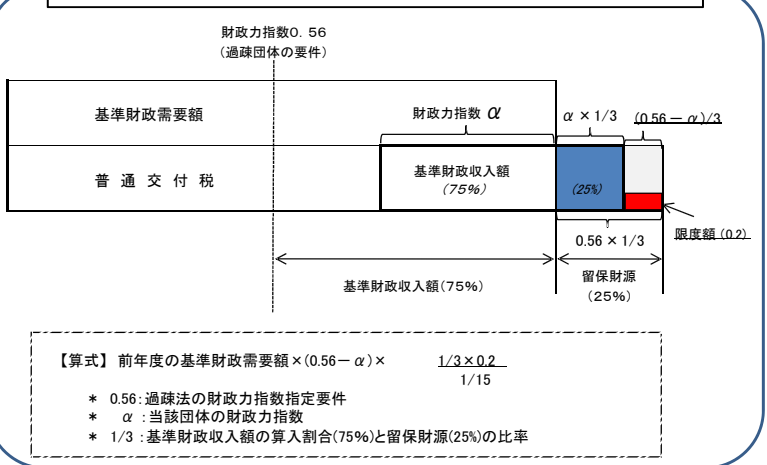 財政力指数0.56
(過疎団体の要件)
基準財政需要額
財政力指数 α
α × 1/3
(0.56－α)/3
普 通 交 付 税
基準財政収入額
(75%)
(25%)
0.56 × 1/3
限度額 (0.2)
基準財政収入額(75%)
留保財源
(25%)
【算式】 前年度の基準財政需要額×(0.56－α)× 1/3×0.2
1/15
* 0.56:過疎法の財政力指数指定要件
* α :当該団体の財政力指数
* 1/3 :基準財政収入額の算入割合(75%)と留保財源(25%)の比率